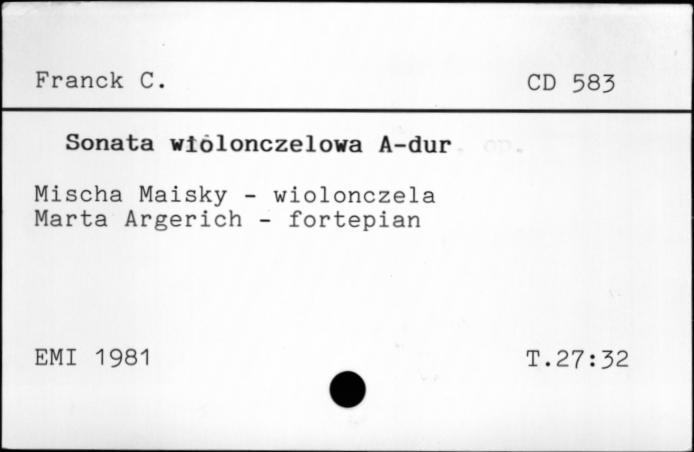 Franck C. CD 583
Sonata wiolonczelowa A-dur
Mischa Maisky - wiolonczela
Marta Argerich - fortepian
EMI 1981 T.27:32